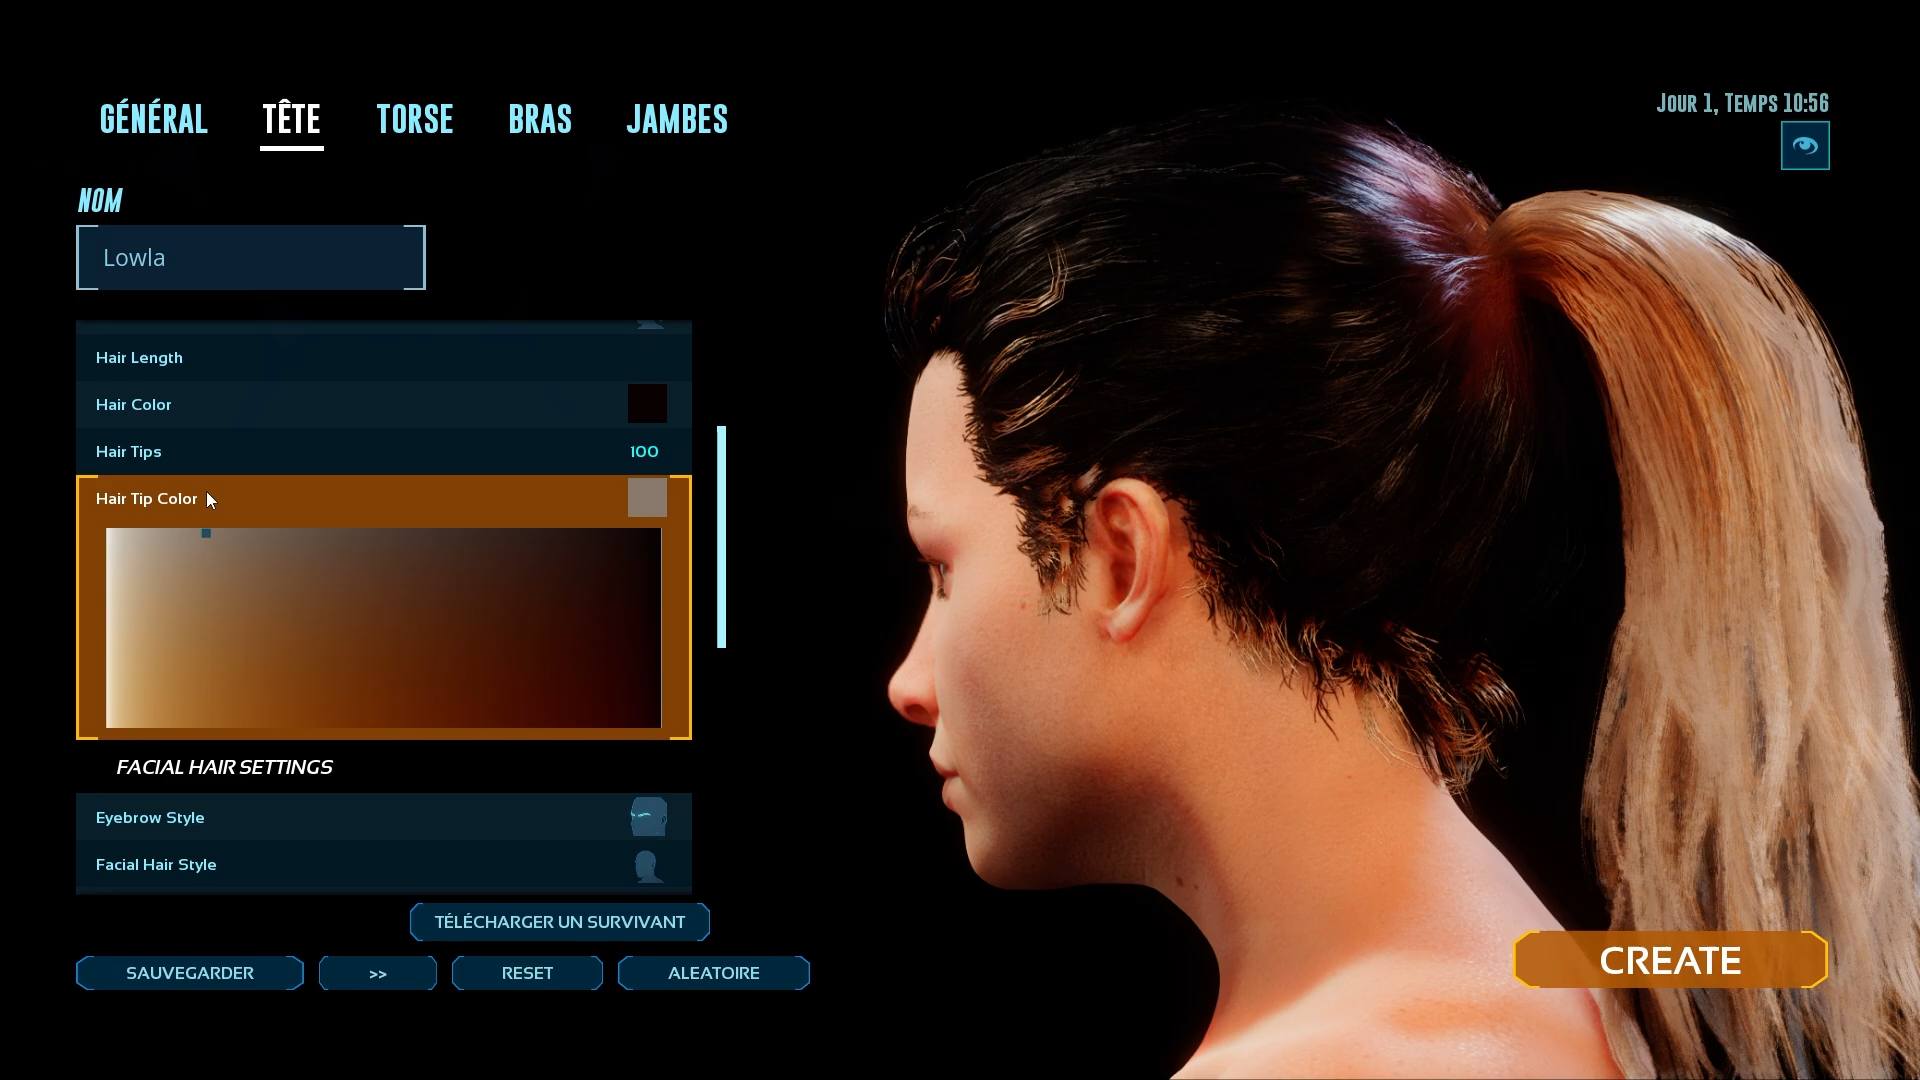 GÉNÉRAL TÊTE TORSE BRAS JAMBES
JOUR 1, TEMPS 10:56
NOM
Lowla
Hair Length
Hair Color
Hair Tips 100
Hair Tip Color
FACIAL HAIR SETTINGS
Eyebrow Style
Facial Hair Style
TÉLÉCHARGER UN SURVIVANT
SAUVEGARDER >> RESET ALEATOIRE
CREATE